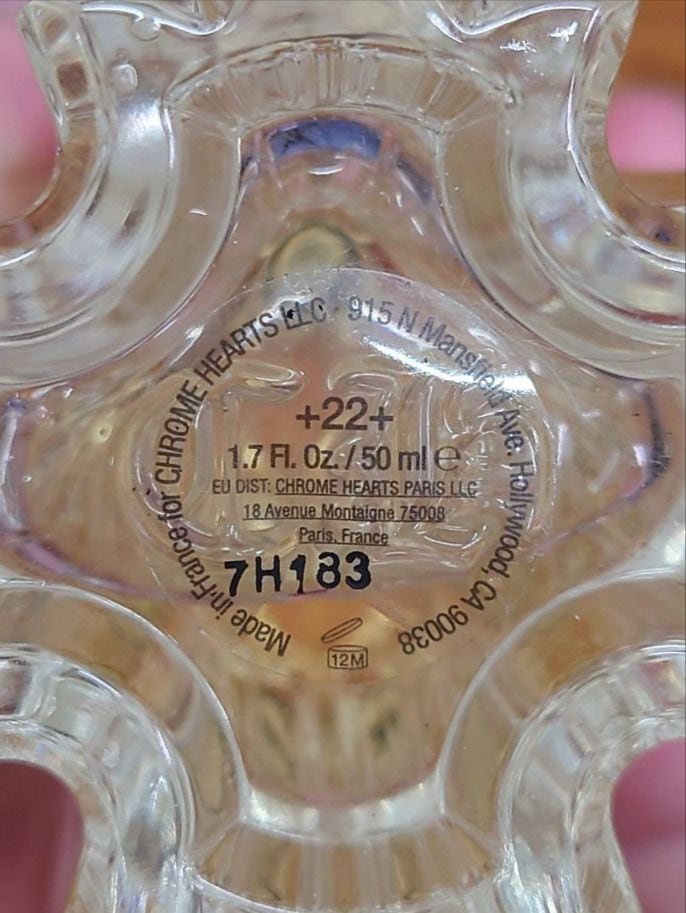 Made in France for CHROME HEARTS LLC · 915 N Mansfield Ave. Hollywood, CA 90038
+22+
1.7 Fl. Oz. / 50 ml ℮
EU DIST: CHROME HEARTS PARIS LLC
18 Avenue Montaigne 75008
Paris, France
7H183
12M